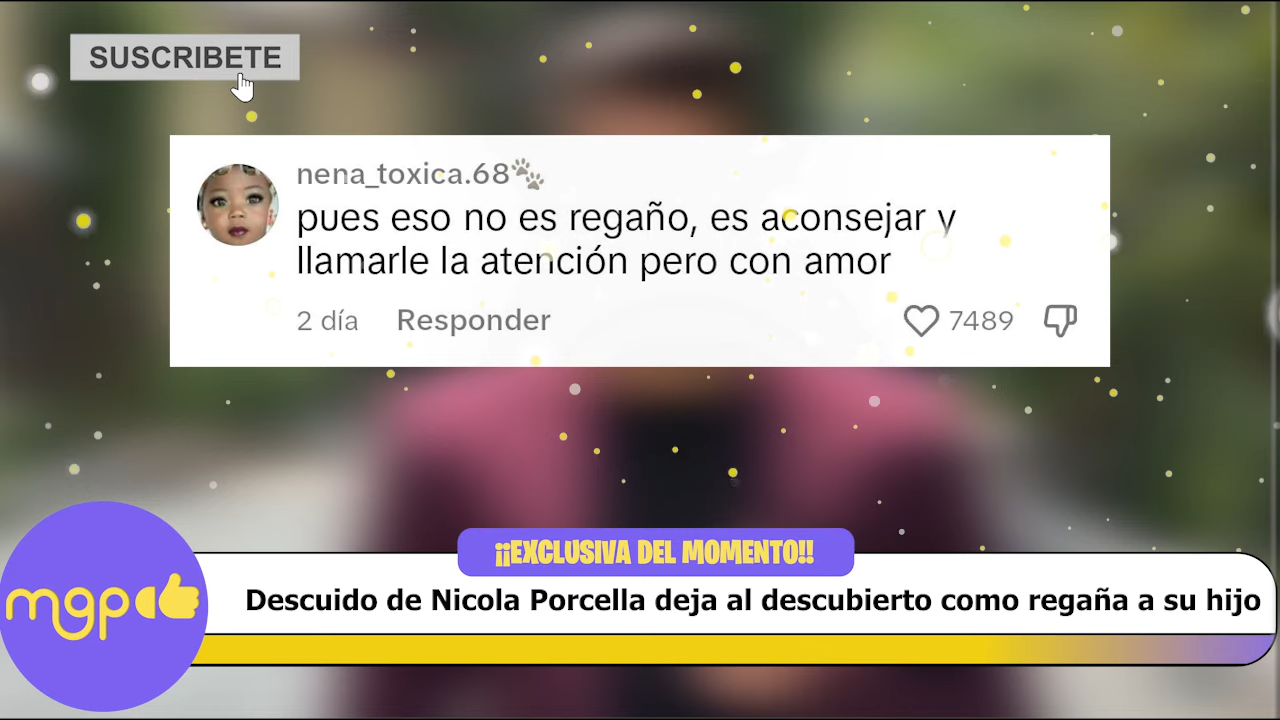 SUSCRIBETE
nena_toxica.68🐾
pues eso no es regaño, es aconsejar y
llamarle la atención pero con amor
2 día Responder 7489
¡¡EXCLUSIVA DEL MOMENTO!!
mgp
Descuido de Nicola Porcella deja al descubierto como regaña a su hijo